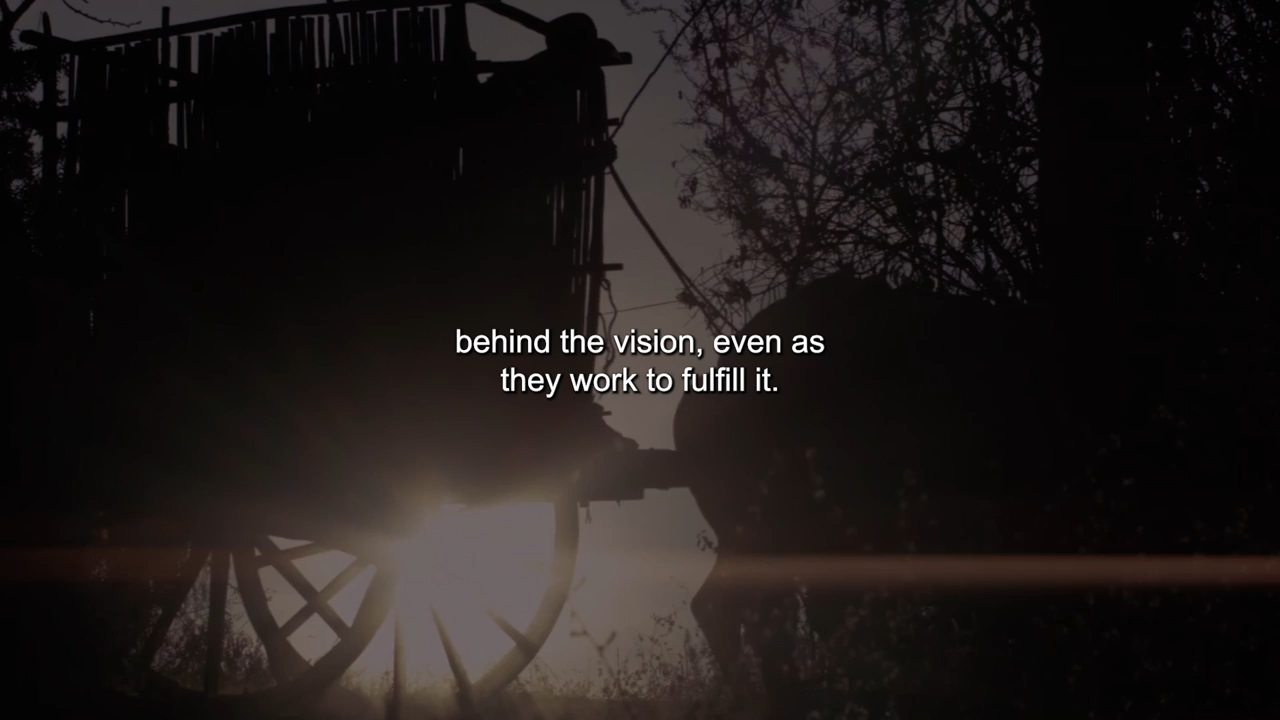 behind the vision, even as
they work to fulfill it.